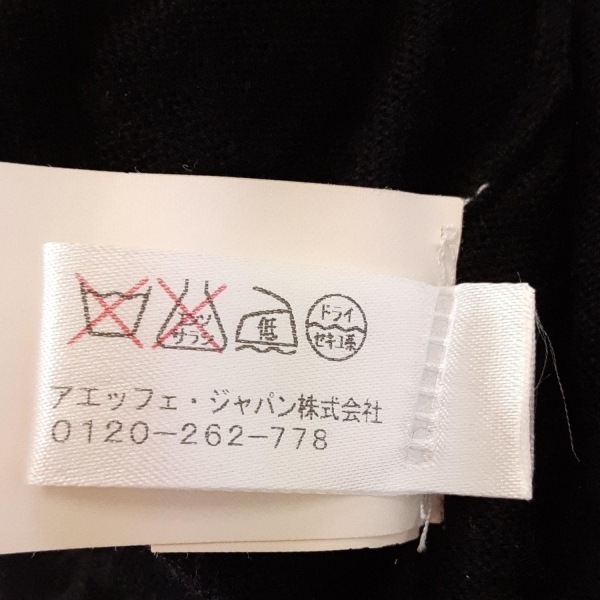 エンソ
サラシ
低
ドライ
セキユ系
アエッフェ・ジャパン株式会社
0120-262-778